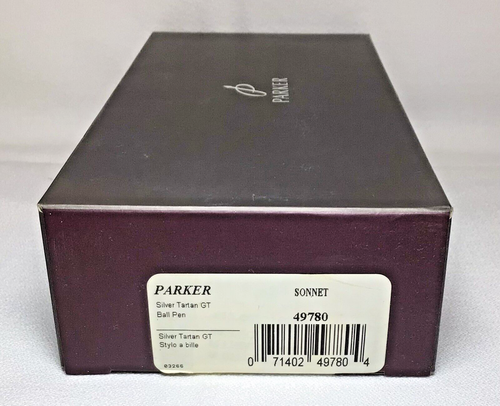 PARKER
PARKER SONNET
Silver Tartan GT
Ball Pen 49780
Silver Tartan GT
Stylo a bille
83266
0 71402 49780 4